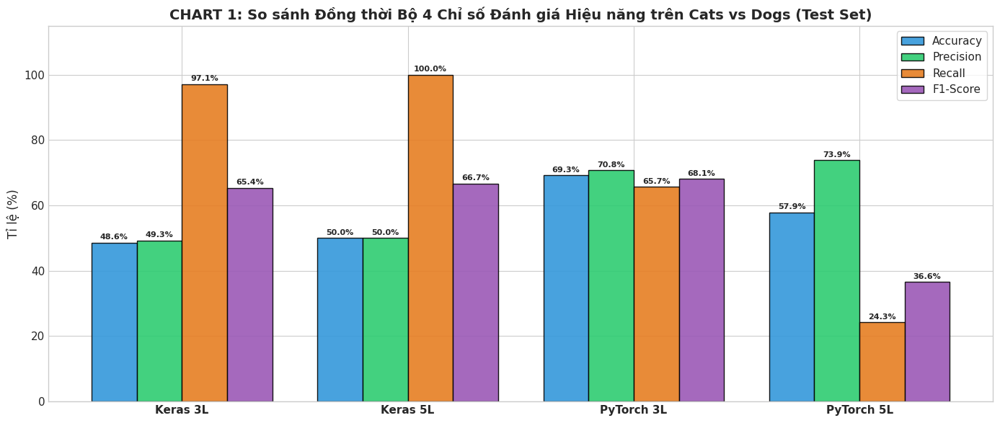 CHART 1: So sánh Đồng thời Bộ 4 Chỉ số Đánh giá Hiệu năng trên Cats vs Dogs (Test Set)
Accuracy
Precision
Recall
F1-Score
Tỉ lệ (%)
100
80
60
40
20
0
48.6%
49.3%
97.1%
65.4%
50.0%
50.0%
100.0%
66.7%
69.3%
70.8%
65.7%
68.1%
57.9%
73.9%
24.3%
36.6%
Keras 3L
Keras 5L
PyTorch 3L
PyTorch 5L